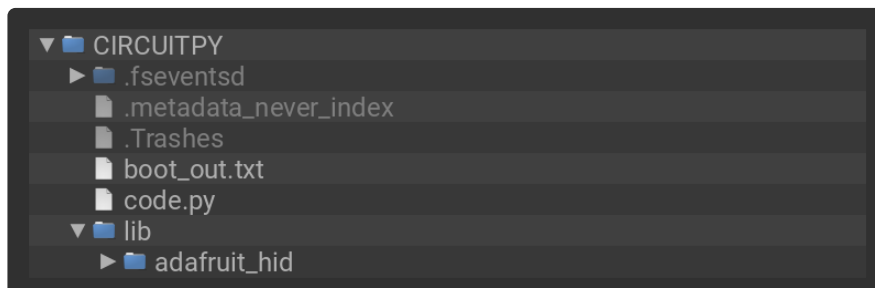 CIRCUITPY
.fseventsd
.metadata_never_index
.Trashes
boot_out.txt
code.py
lib
adafruit_hid